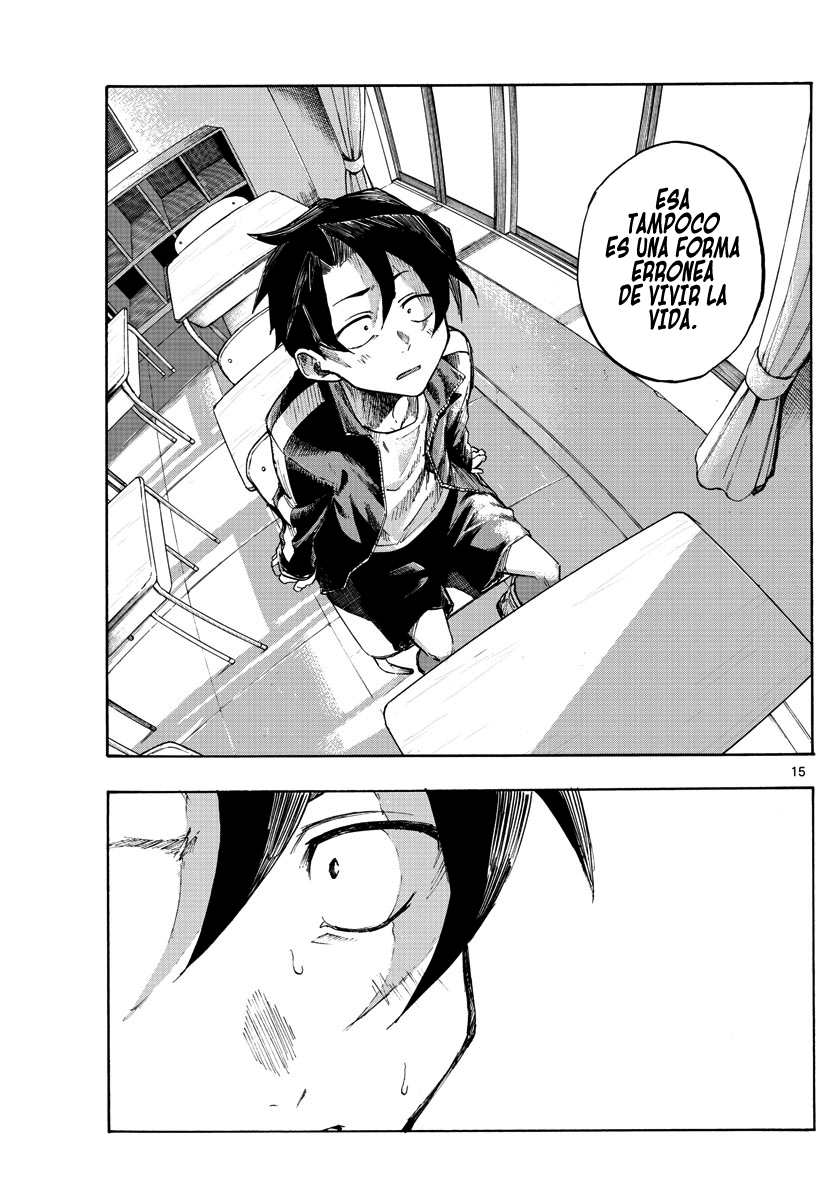 ESA
TAMPOCO
ES UNA FORMA
ERRONEA
DE VIVIR LA
VIDA.
15